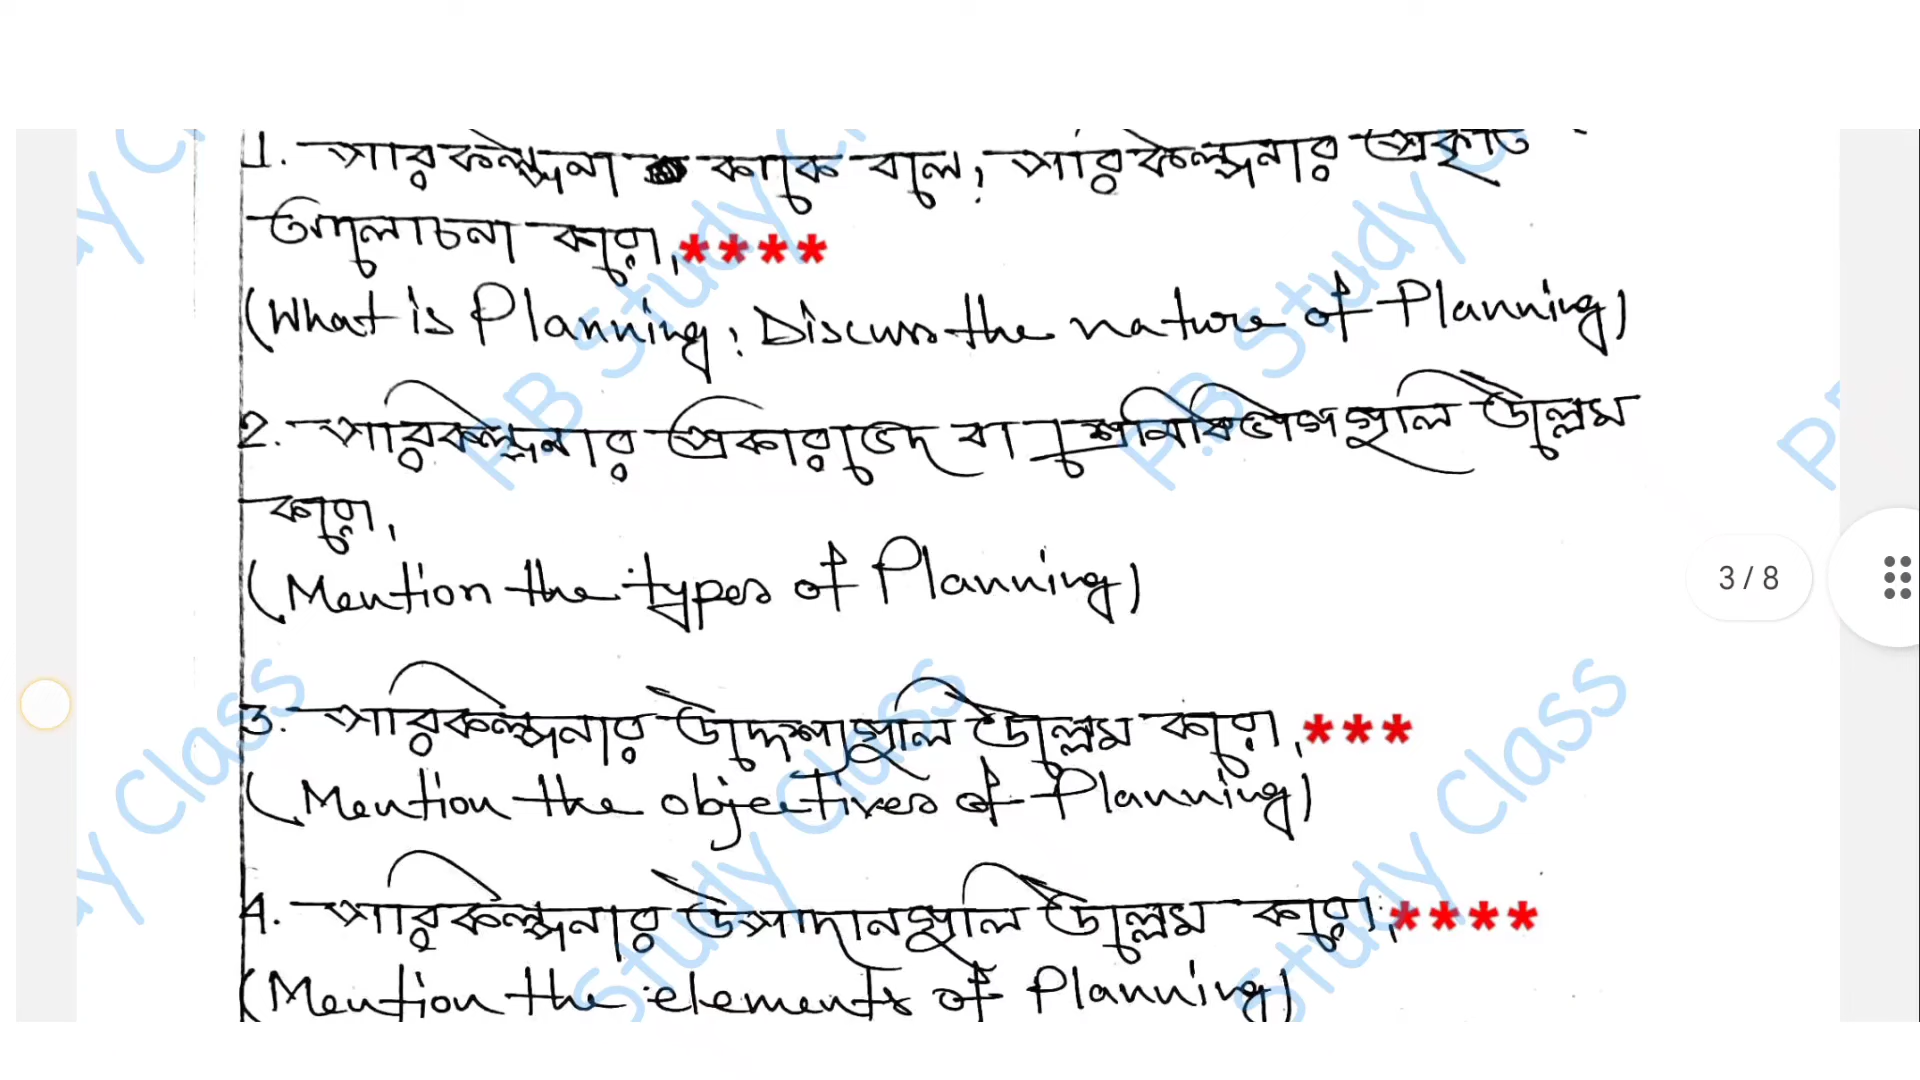 1. পরিকল্পনা কাকে বলে? পরিকল্পনার প্রকৃতি
আলোচনা করো। ****
(What is Planning? Discuss the nature of Planning)
2. পরিকল্পনার প্রকারভেদ বা শ্রেণিবিভাগগুলি উল্লেখ
করো।
(Mention the types of Planning)
3 / 8
3. পরিকল্পনার উদ্দেশ্যগুলি উল্লেখ করো। ***
(Mention the objectives of Planning)
4. পরিকল্পনার উপাদানগুলি উল্লেখ করো। ****
(Mention the elements of Planning)
P.B Study Class